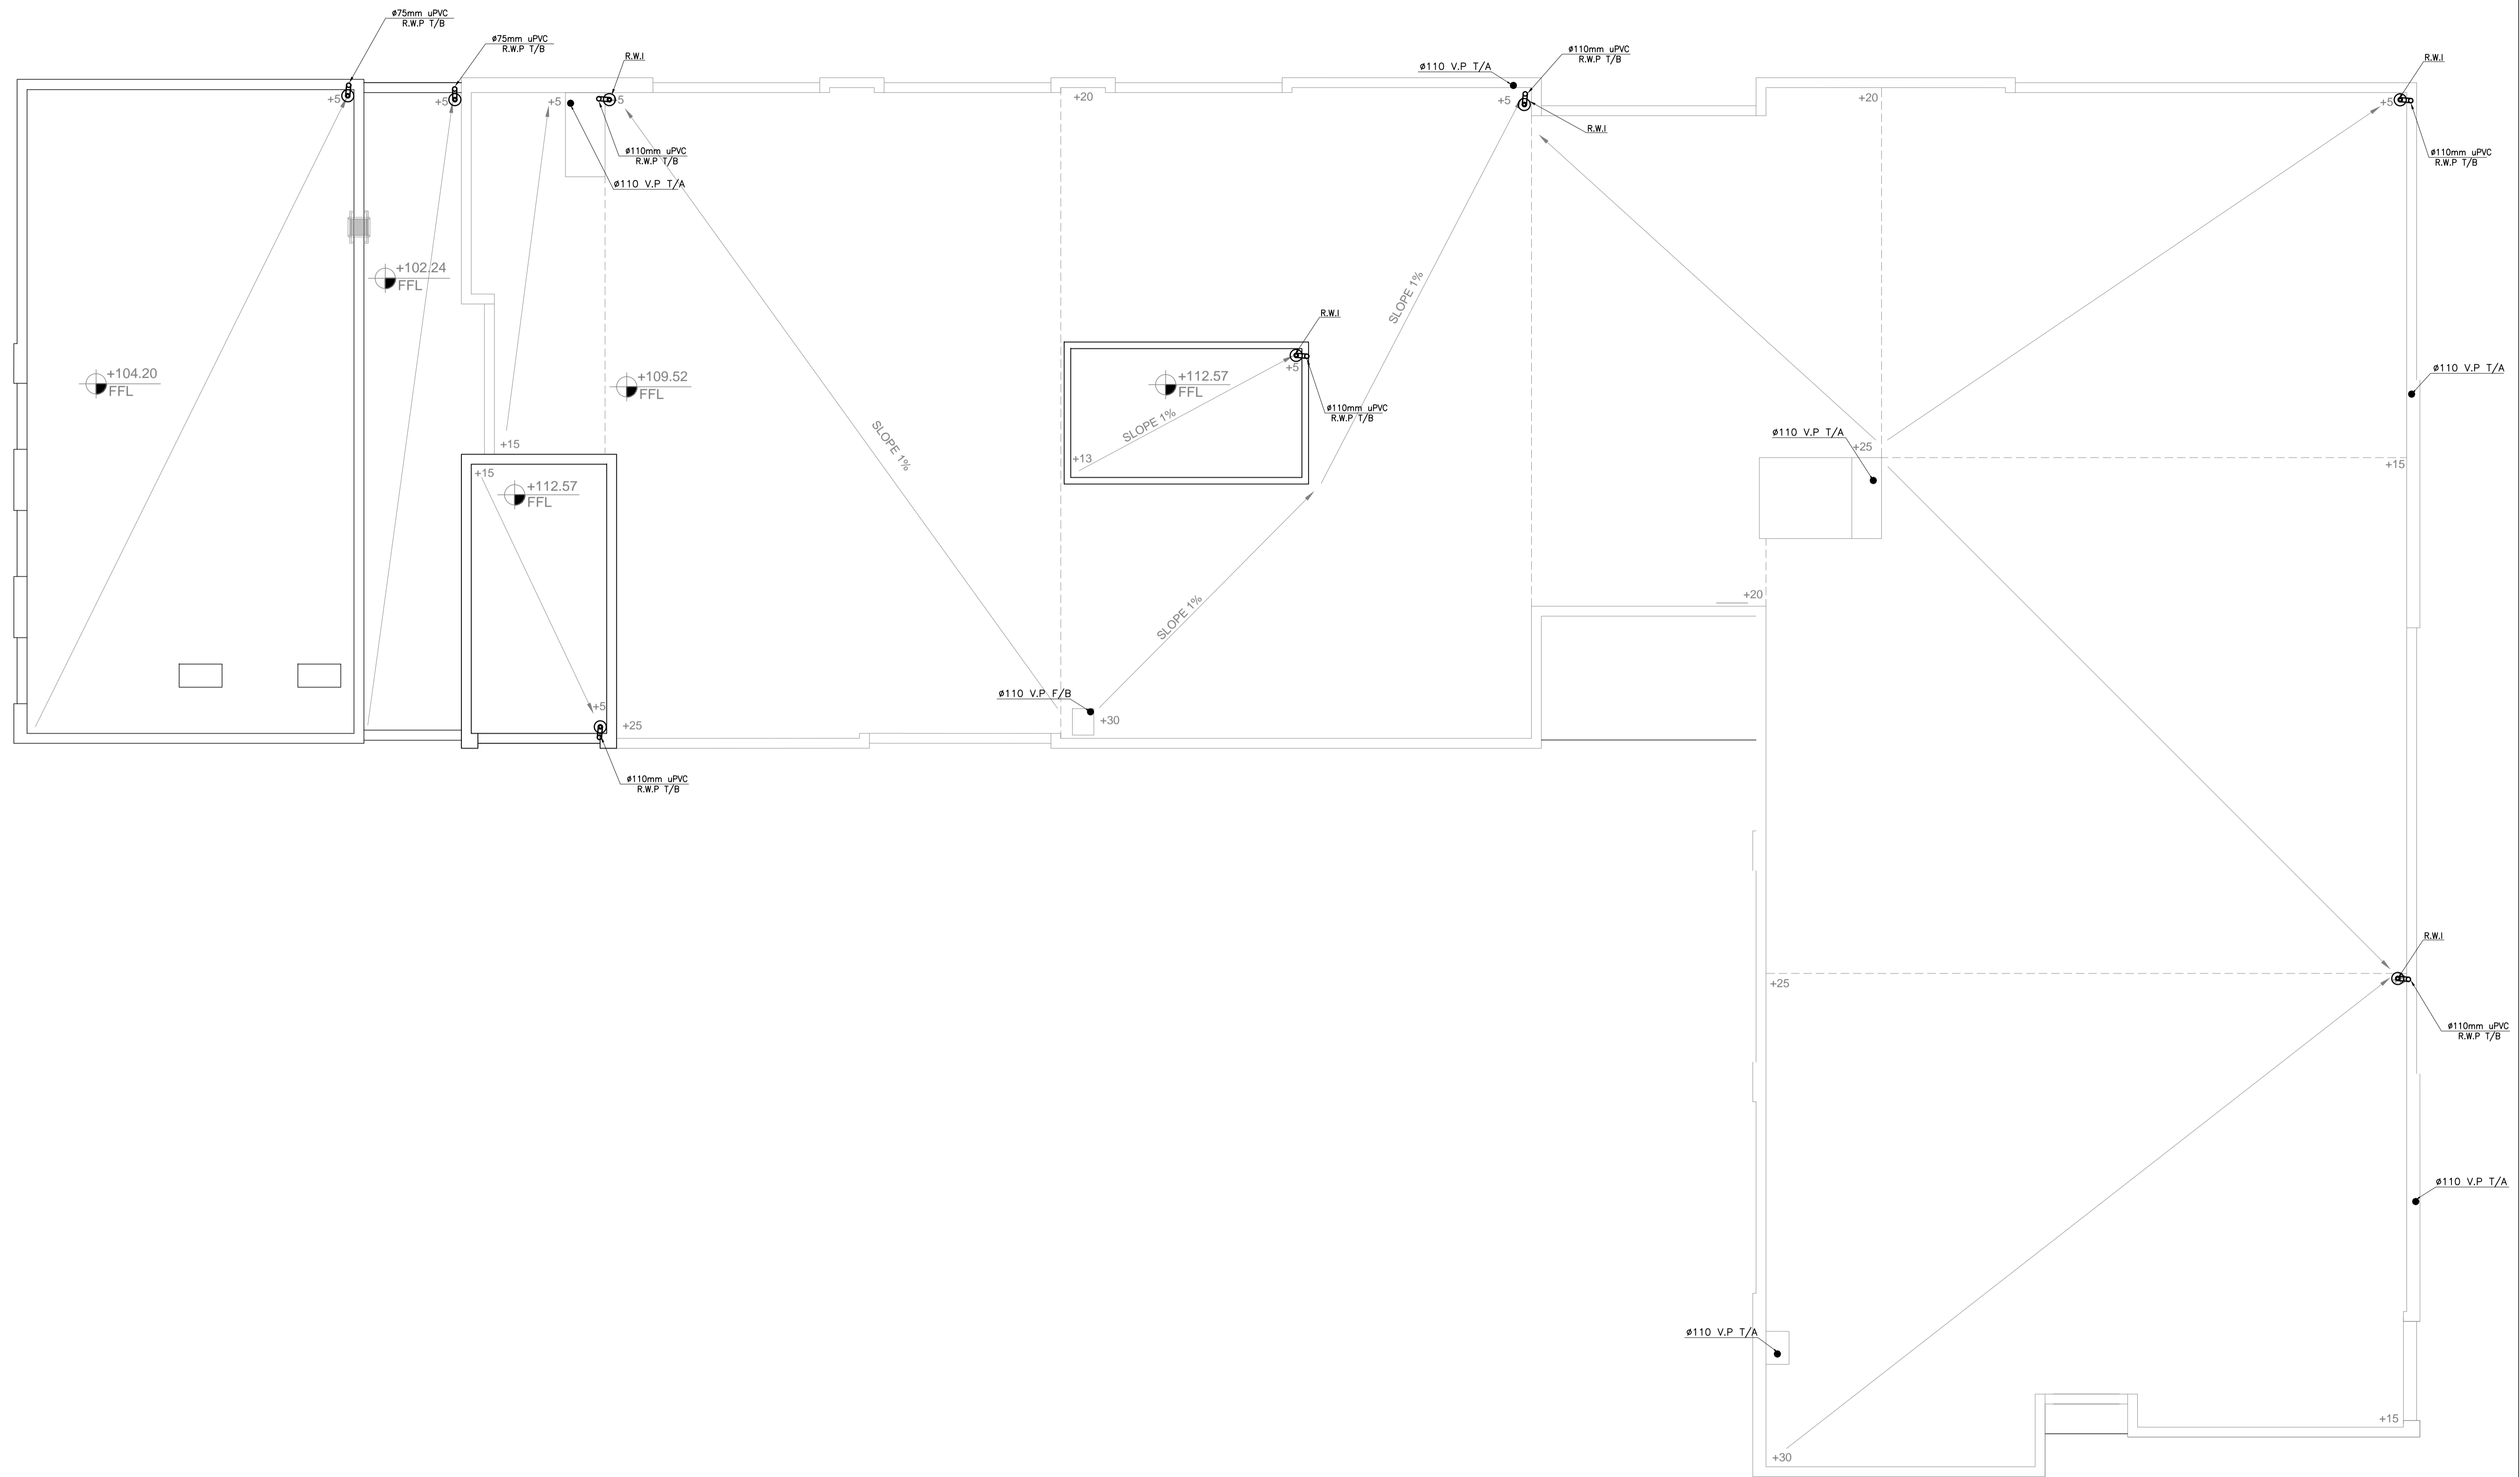 ø75mm uPVC
R.W.P T/B
ø75mm uPVC
R.W.P T/B
R.W.I
ø110 V.P T/A
ø110mm uPVC
R.W.P T/B
R.W.I
+5
+5
+5
5
+20
+5
+20
+5
R.W.I
ø110mm uPVC
R.W.P T/B
ø110 V.P T/A
ø110mm uPVC
R.W.P T/B
+102.24
FFL
SLOPE 1%
R.W.I
+104.20
FFL
+109.52
FFL
+112.57
FFL
+5
SLOPE 1%
ø110mm uPVC
R.W.P T/B
+13
ø110 V.P T/A
ø110 V.P T/A
+25
+15
+15
SLOPE 1%
+15
+112.57
FFL
+20
SLOPE 1%
ø110 V.P F/B
+30
+5
+25
ø110mm uPVC
R.W.P T/B
R.W.I
+25
ø110mm uPVC
R.W.P T/B
ø110 V.P T/A
ø110 V.P T/A
+15
+30